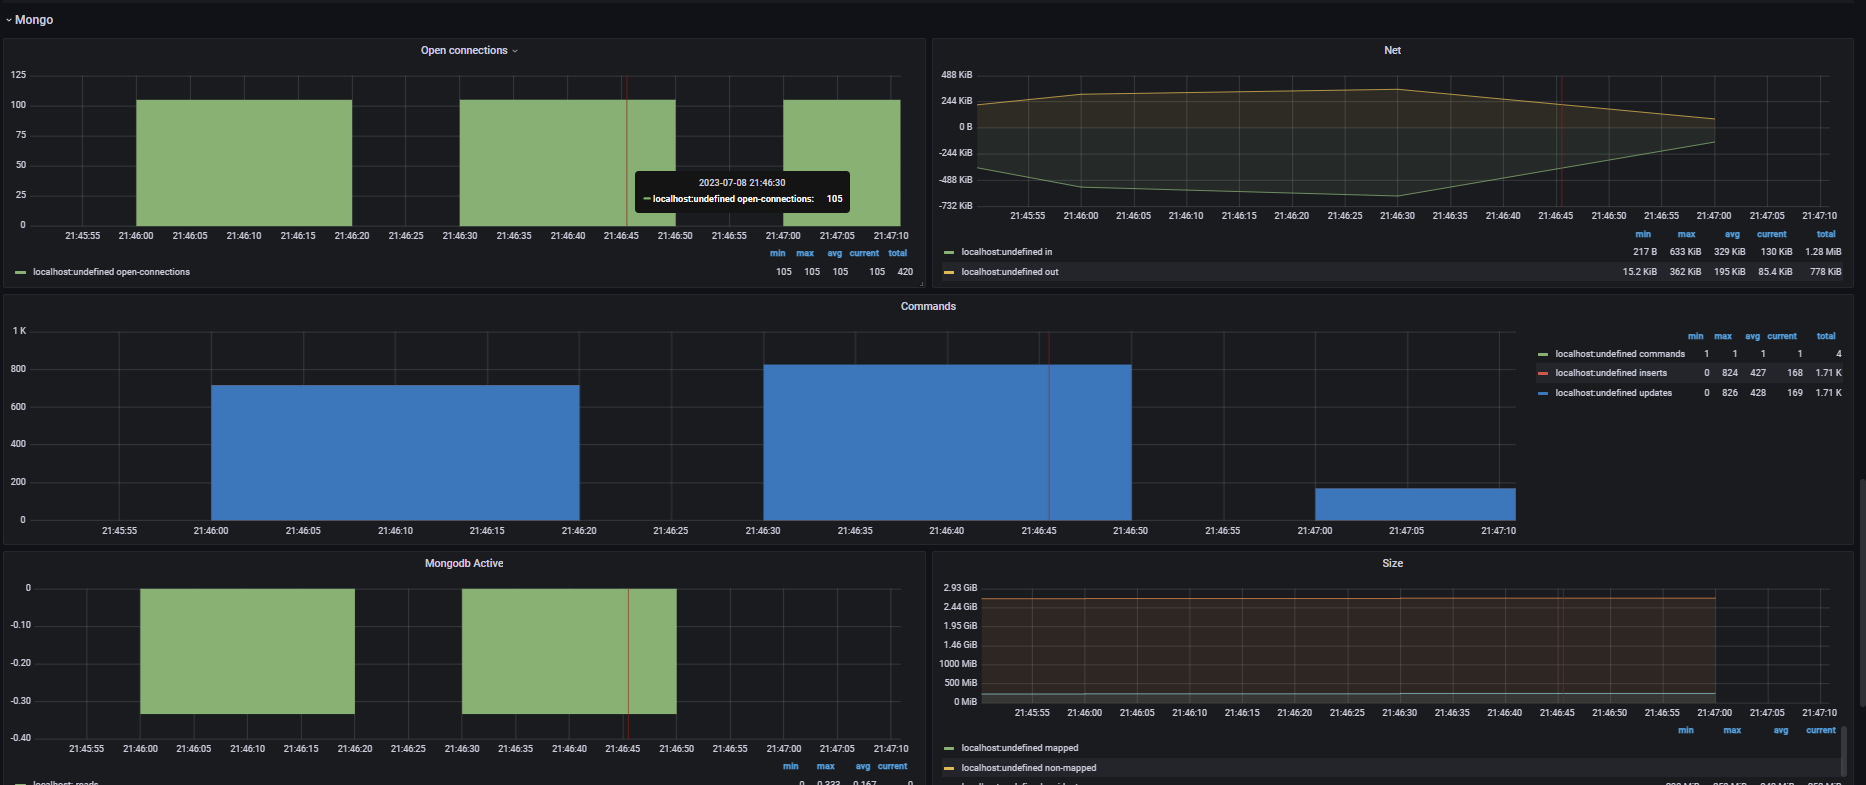 Mongo
Open connections
125
100
75
50
25
0
21:45:55 21:46:00 21:46:05 21:46:10 21:46:15 21:46:20 21:46:25 21:46:30 21:46:35 21:46:40 21:46:45 21:46:50 21:46:55 21:47:00 21:47:05 21:47:10
2023-07-08 21:46:30
localhost:undefined open-connections: 105
min max avg current total
localhost:undefined open-connections 105 105 105 105 420
Net
488 KiB
244 KiB
0 B
-244 KiB
-488 KiB
-732 KiB
21:45:55 21:46:00 21:46:05 21:46:10 21:46:15 21:46:20 21:46:25 21:46:30 21:46:35 21:46:40 21:46:45 21:46:50 21:46:55 21:47:00 21:47:05 21:47:10
min max avg current total
localhost:undefined in 217 B 633 KiB 329 KiB 130 KiB 1.28 MiB
localhost:undefined out 15.2 KiB 362 KiB 195 KiB 85.4 KiB 778 KiB
Commands
1 K
800
600
400
200
0
21:45:55 21:46:00 21:46:05 21:46:10 21:46:15 21:46:20 21:46:25 21:46:30 21:46:35 21:46:40 21:46:45 21:46:50 21:46:55 21:47:00 21:47:05 21:47:10
min max avg current total
localhost:undefined commands 1 1 1 1 4
localhost:undefined inserts 0 824 427 168 1.71 K
localhost:undefined updates 0 826 428 169 1.71 K
Mongodb Active
0
-0.10
-0.20
-0.30
-0.40
21:45:55 21:46:00 21:46:05 21:46:10 21:46:15 21:46:20 21:46:25 21:46:30 21:46:35 21:46:40 21:46:45 21:46:50 21:46:55 21:47:00 21:47:05 21:47:10
min max avg current
localhost: reads 0 0.333 0.167 0
Size
2.93 GiB
2.44 GiB
1.95 GiB
1.46 GiB
1000 MiB
500 MiB
0 MiB
21:45:55 21:46:00 21:46:05 21:46:10 21:46:15 21:46:20 21:46:25 21:46:30 21:46:35 21:46:40 21:46:45 21:46:50 21:46:55 21:47:00 21:47:05 21:47:10
min max avg current
localhost:undefined mapped
localhost:undefined non-mapped